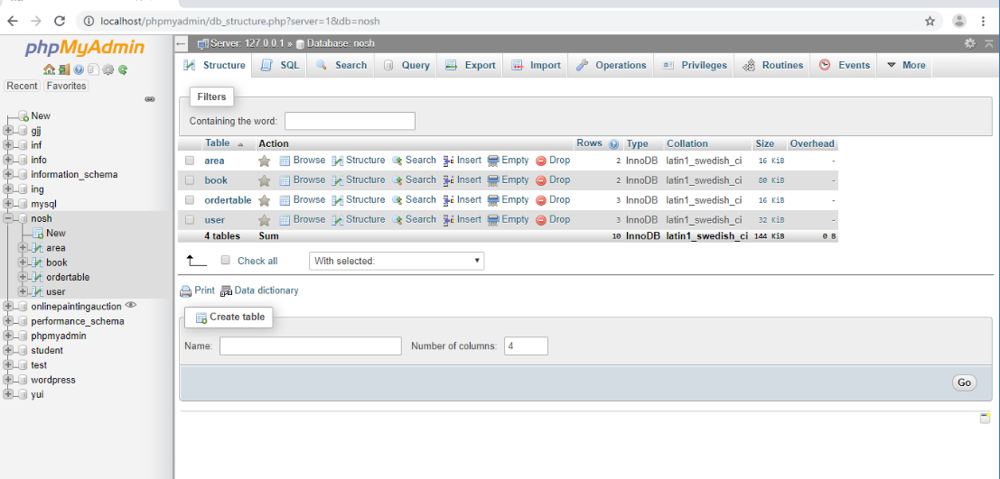 localhost/phpmyadmin/db_structure.php?server=1&db=nosh
phpMyAdmin
Recent Favorites
New
gjj
inf
info
information_schema
ing
mysql
nosh
New
area
book
ordertable
user
onlinepaintingauction
performance_schema
phpmyadmin
student
test
wordpress
yui
Server: 127.0.0.1 » Database: nosh
Structure SQL Search Query Export Import Operations Privileges Routines Events More
Filters
Containing the word:
Table Action Rows Type Collation Size Overhead
area Browse Structure Search Insert Empty Drop 2 InnoDB latin1_swedish_ci 16 KiB -
book Browse Structure Search Insert Empty Drop 2 InnoDB latin1_swedish_ci 80 KiB -
ordertable Browse Structure Search Insert Empty Drop 3 InnoDB latin1_swedish_ci 16 KiB -
user Browse Structure Search Insert Empty Drop 3 InnoDB latin1_swedish_ci 32 KiB -
4 tables Sum 10 InnoDB latin1_swedish_ci 144 KiB 0 B
Check all With selected:
Print Data dictionary
Create table
Name: Number of columns: 4
Go